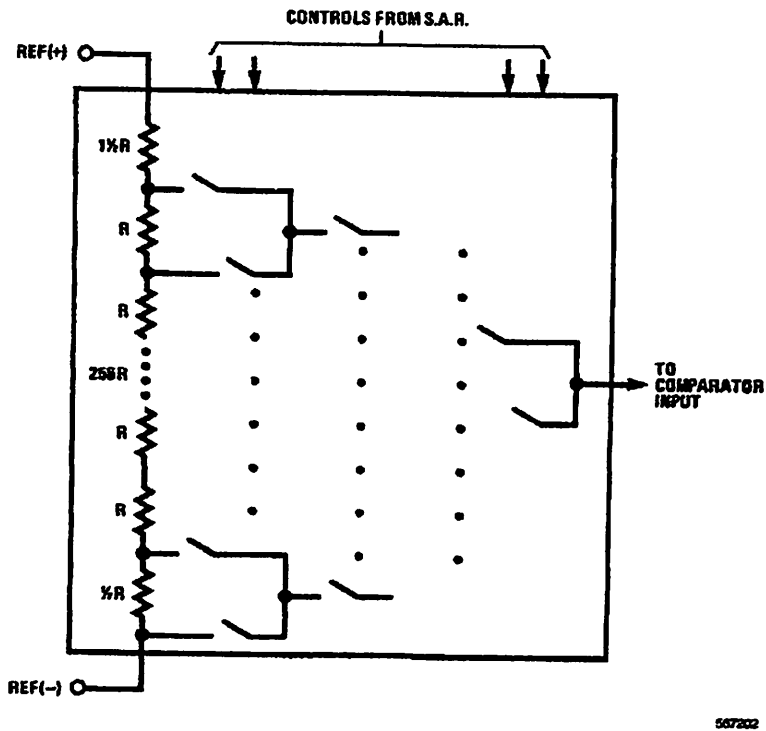 CONTROLS FROM S.A.R.
REF(+)
1½R
R
R
256R
R
R
½R
TO
COMPARATOR
INPUT
REF(−)
567202